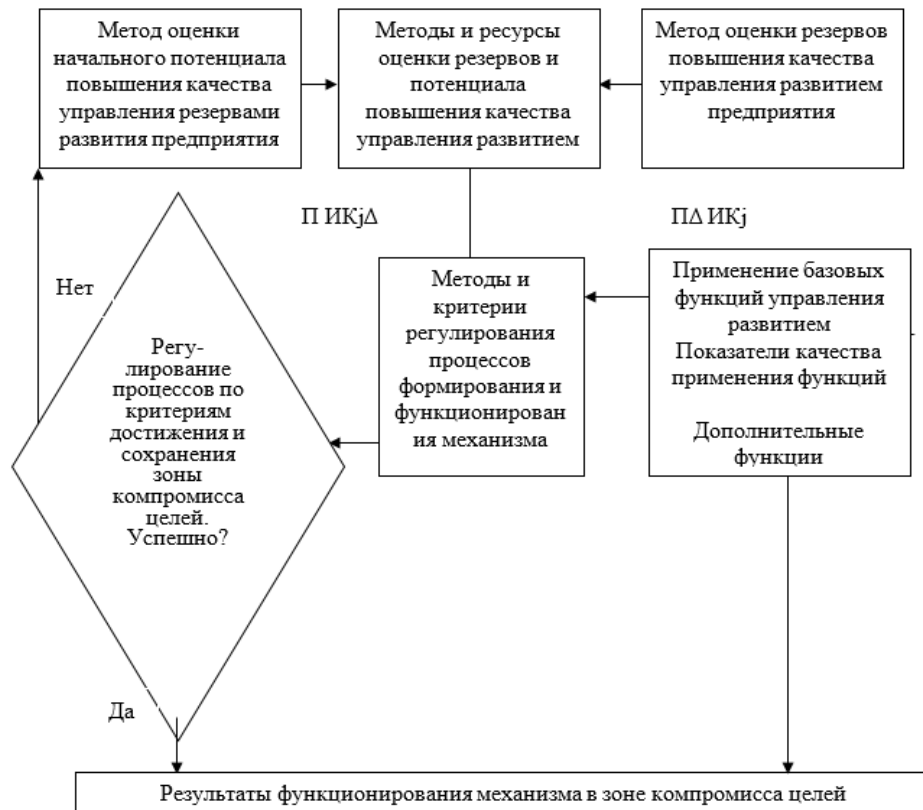 Метод оценки
начального потенциала
повышения качества
управления резервами
развития предприятия
Методы и ресурсы
оценки резервов и
потенциала
повышения качества
управления развитием
Метод оценки резервов
повышения качества
управления развитием
предприятия
П ИКjΔ
ПΔ ИКj
Нет
Регу-
лирование
процессов по
критериям
достижения и
сохранения
зоны
компромисса
целей.
Успешно?
Методы и
критерии
регулирования
процессов
формирования и
функционирован
ия механизма
Применение базовых
функций управления
развитием
Показатели качества
применения функций
Дополнительные
функции
Да
Результаты функционирования механизма в зоне компромисса целей